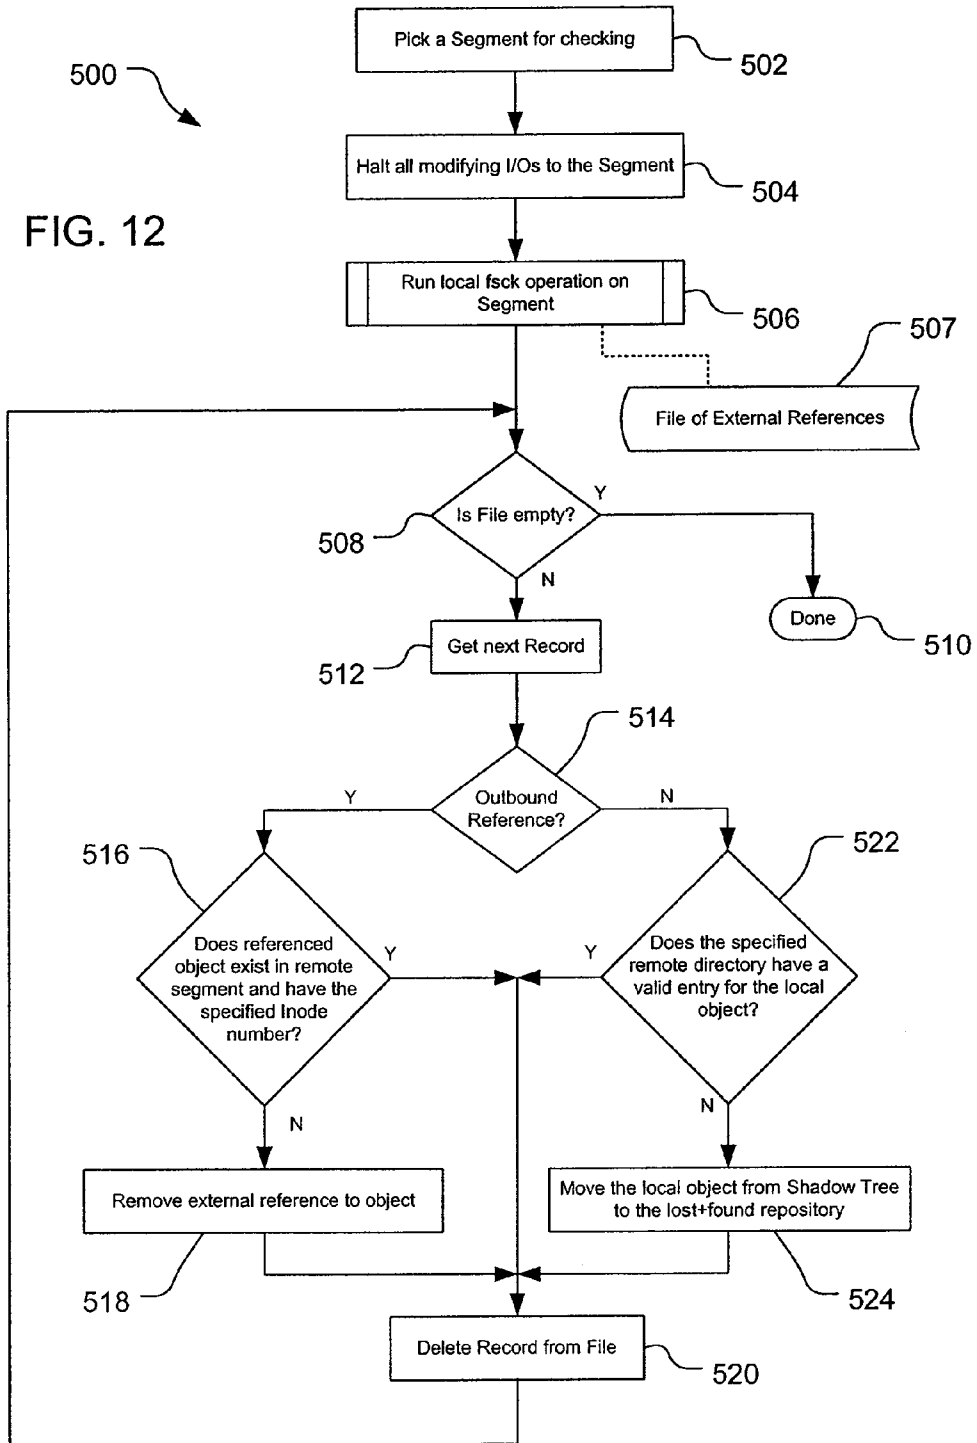 Pick a Segment for checking
502
500
Halt all modifying I/Os to the Segment
504
FIG. 12
Run local fsck operation on
Segment
506
507
File of External References
Y
Is File empty?
508
N
Done
510
Get next Record
512
514
Y
Outbound
Reference?
N
516
522
Does referenced
object exist in remote
segment and have the
specified Inode
number?
Y
Y
Does the specified
remote directory have a
valid entry for the local
object?
N
N
Remove external reference to object
Move the local object from Shadow Tree
to the lost+found repository
518
524
Delete Record from File
520